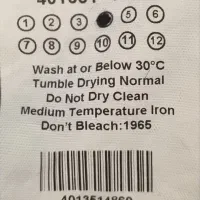 ① ② ③ ⑤ ⑥
⑦ ⑧ ⑨ ⑩ ⑪ ⑫
Wash at or Below 30°C
Tumble Drying Normal
Do Not Dry Clean
Medium Temperature Iron
Don't Bleach:1965